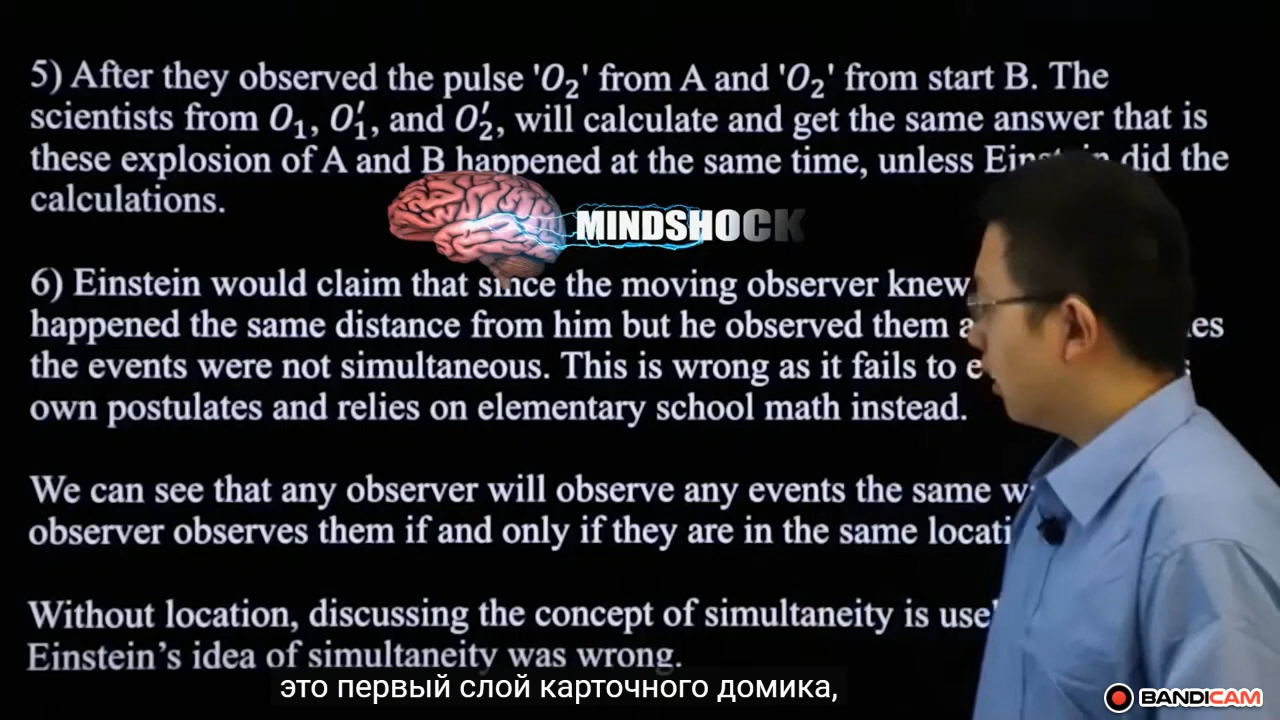 5) After they observed the pulse 'O₂' from A and 'O₂' from start B. The
scientists from O₁, O₁′, and O₂′, will calculate and get the same answer that is
these explosion of A and B happened at the same time, unless Einstein did the
calculations.
MINDSHOCK
6) Einstein would claim that since the moving observer knew
happened the same distance from him but he observed them
the events were not simultaneous. This is wrong as it fails to
own postulates and relies on elementary school math instead.
We can see that any observer will observe any events the same
observer observes them if and only if they are in the same
Without location, discussing the concept of simultaneity is
Einstein's idea of simultaneity was wrong.
это первый слой карточного домика,
BANDICAM